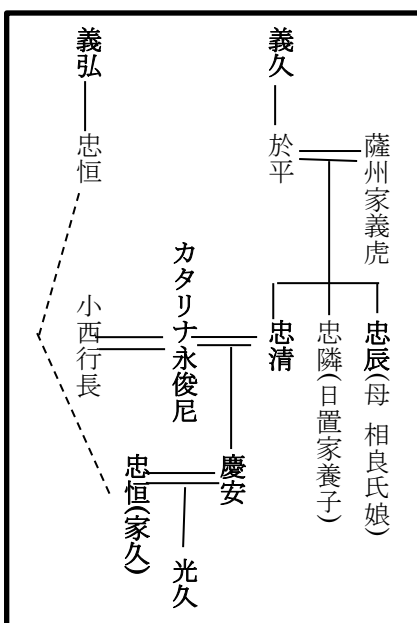 義久
義弘
薩州家義虎
於平
忠恒
忠辰(母 相良氏娘)
忠隣(日置家養子)
忠清
カタリナ永俊尼
小西行長
慶安
忠恒(家久)
光久